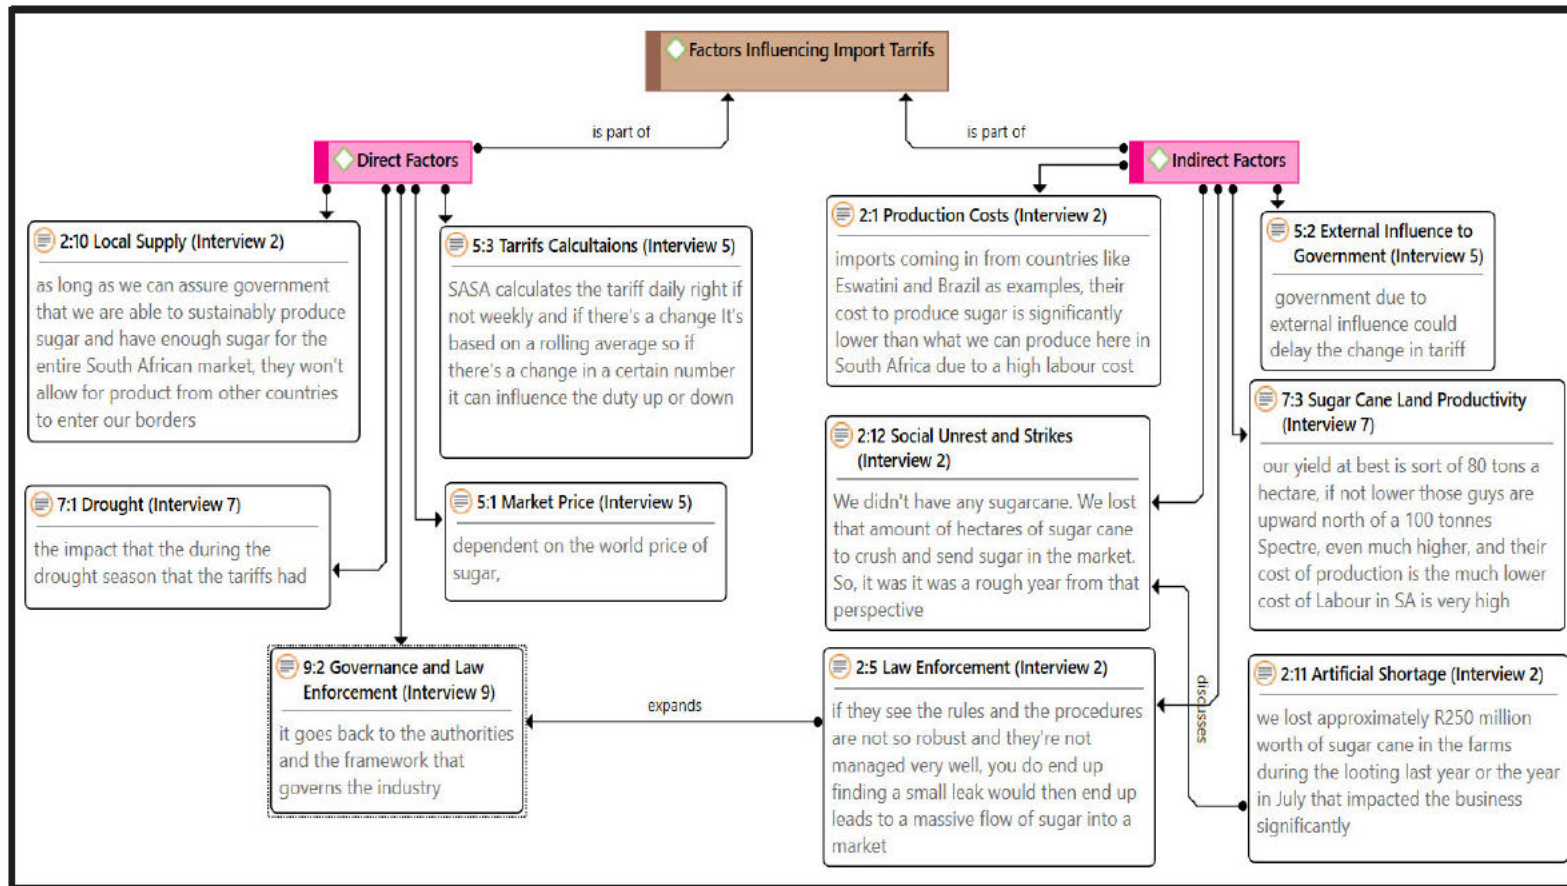 Factors Influencing Import Tarrifs
is part of
is part of
Direct Factors
Indirect Factors
2:10 Local Supply (Interview 2)
as long as we can assure government
that we are able to sustainably produce
sugar and have enough sugar for the
entire South African market, they won't
allow for product from other countries
to enter our borders
5:3 Tarrifs Calcultaions (Interview 5)
SASA calculates the tariff daily right if
not weekly and if there's a change It's
based on a rolling average so if
there's a change in a certain number
it can influence the duty up or down
2:1 Production Costs (Interview 2)
imports coming in from countries like
Eswatini and Brazil as examples, their
cost to produce sugar is significantly
lower than what we can produce here in
South Africa due to a high labour cost
5:2 External Influence to
Government (Interview 5)
government due to
external influence could
delay the change in tariff
7:1 Drought (Interview 7)
the impact that the during the
drought season that the tariffs had
5:1 Market Price (Interview 5)
dependent on the world price of
sugar,
2:12 Social Unrest and Strikes
(Interview 2)
We didn't have any sugarcane. We lost
that amount of hectares of sugar cane
to crush and send sugar in the market.
So, it was it was a rough year from that
perspective
7:3 Sugar Cane Land Productivity
(Interview 7)
our yield at best is sort of 80 tons a
hectare, if not lower those guys are
upward north of a 100 tonnes
Spectre, even much higher, and their
cost of production is the much lower
cost of Labour in SA is very high
9:2 Governance and Law
Enforcement (Interview 9)
it goes back to the authorities
and the framework that
governs the industry
expands
2:5 Law Enforcement (Interview 2)
if they see the rules and the procedures
are not so robust and they're not
managed very well, you do end up
finding a small leak would then end up
leads to a massive flow of sugar into a
market
discusses
2:11 Artificial Shortage (Interview 2)
we lost approximately R250 million
worth of sugar cane in the farms
during the looting last year or the year
in July that impacted the business
significantly